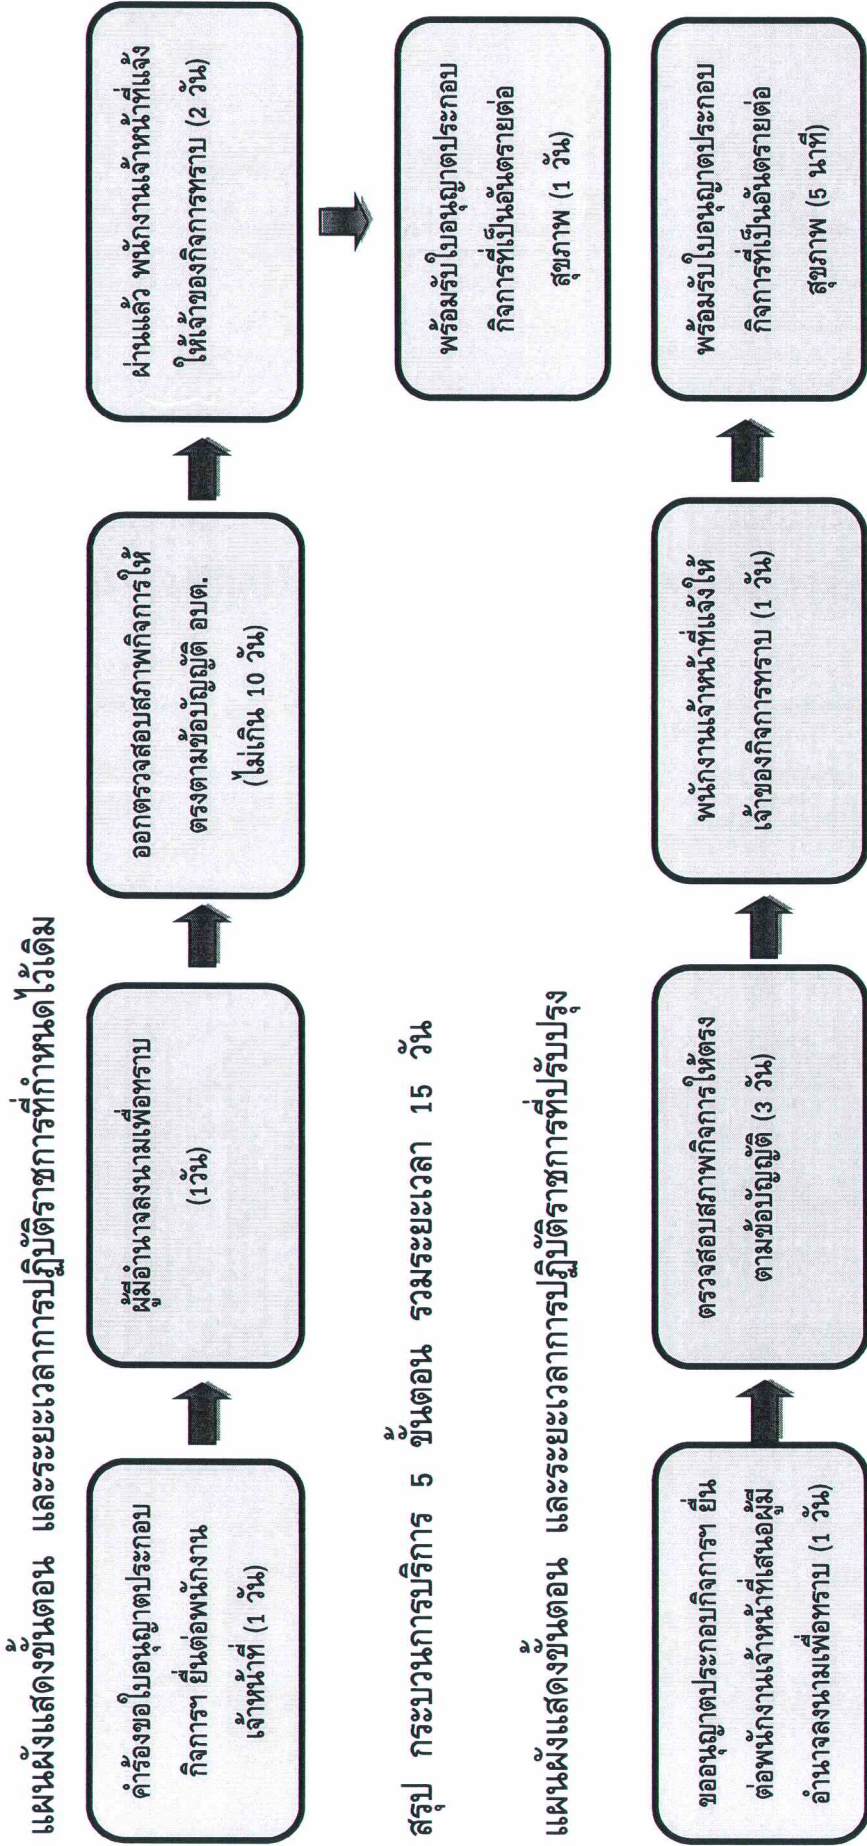 แผนผังแสดงขั้นตอน และระยะเวลาการปฏิบัติราชการที่กำหนดไว้เดิม
คำร้องขอใบอนุญาตประกอบ
กิจการฯ ยื่นต่อพนักงาน
เจ้าหน้าที่ (1 วัน)
ผู้มีอำนาจลงนามเพื่อทราบ
(1วัน)
ออกตรวจสอบสภาพกิจการให้
ตรงตามข้อบัญญัติ อบต.
(ไม่เกิน 10 วัน)
ผ่านแล้ว พนักงานเจ้าหน้าที่แจ้ง
ให้เจ้าของกิจการทราบ (2 วัน)
พร้อมรับใบอนุญาตประกอบ
กิจการที่เป็นอันตรายต่อ
สุขภาพ (1 วัน)
สรุป กระบวนการบริการ 5 ขั้นตอน รวมระยะเวลา 15 วัน
แผนผังแสดงขั้นตอน และระยะเวลาการปฏิบัติราชการที่ปรับปรุง
ขออนุญาตประกอบกิจการฯ ยื่น
ต่อพนักงานเจ้าหน้าที่เสนอผู้มี
อำนาจลงนามเพื่อทราบ (1 วัน)
ตรวจสอบสภาพกิจการให้ตรง
ตามข้อบัญญัติ (3 วัน)
พนักงานเจ้าหน้าที่แจ้งให้
เจ้าของกิจการทราบ (1 วัน)
พร้อมรับใบอนุญาตประกอบ
กิจการที่เป็นอันตรายต่อ
สุขภาพ (5 นาที)